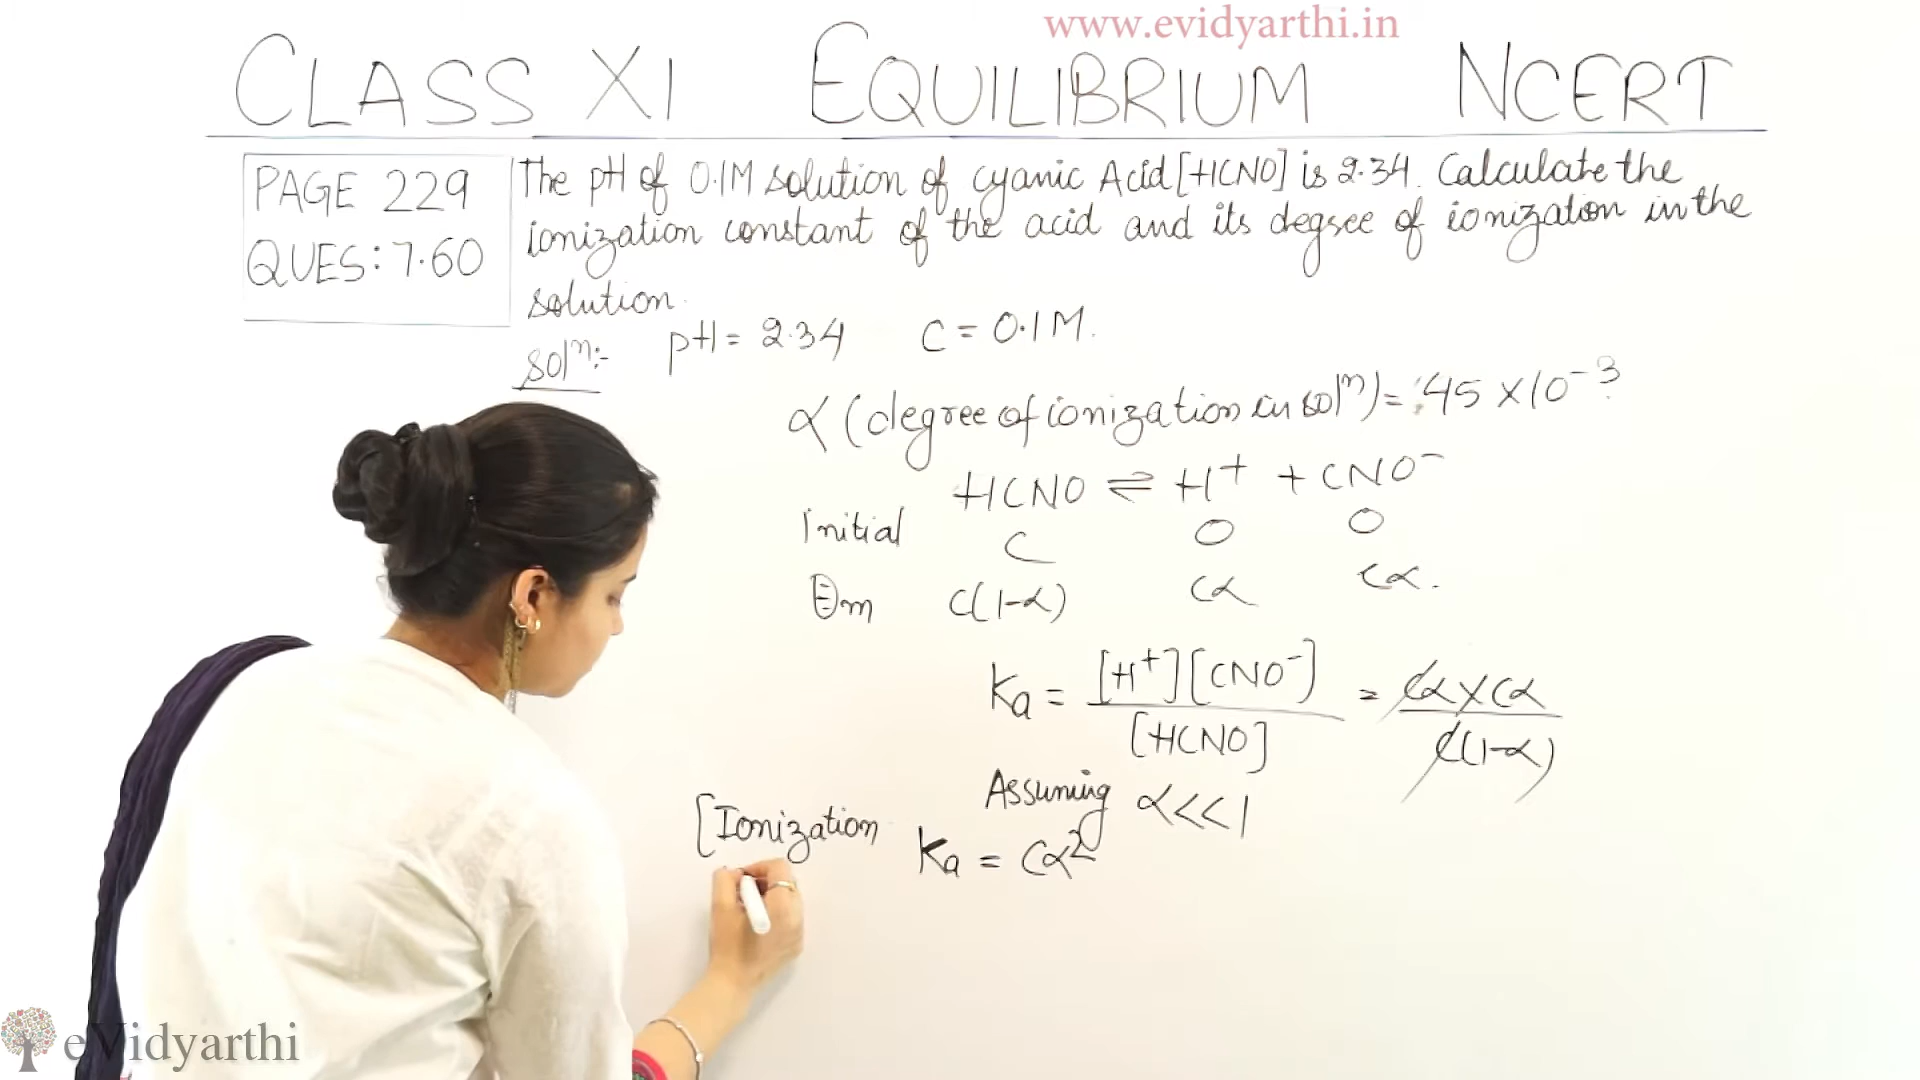 www.evidyarthi.in
CLASS XI EQUILIBRIUM NCERT
PAGE 229
QUES: 7.60
The pH of 0.1M solution of cyanic Acid [HCNO] is 2.34. Calculate the
ionization constant of the acid and its degree of ionization in the
solution.
Solⁿ:- pH = 2.34 C = 0.1M.
α (degree of ionization in solⁿ) = 45 × 10⁻³
HCNO ⇌ H⁺ + CNO⁻
Initial C O O
Eqm C(1-α) Cα Cα.
Ka = [H⁺][CNO⁻] / [HCNO] = Cα × Cα / C(1-α)
Assuming α<<1
[Ionization Ka = Cα²
eVidyarthi